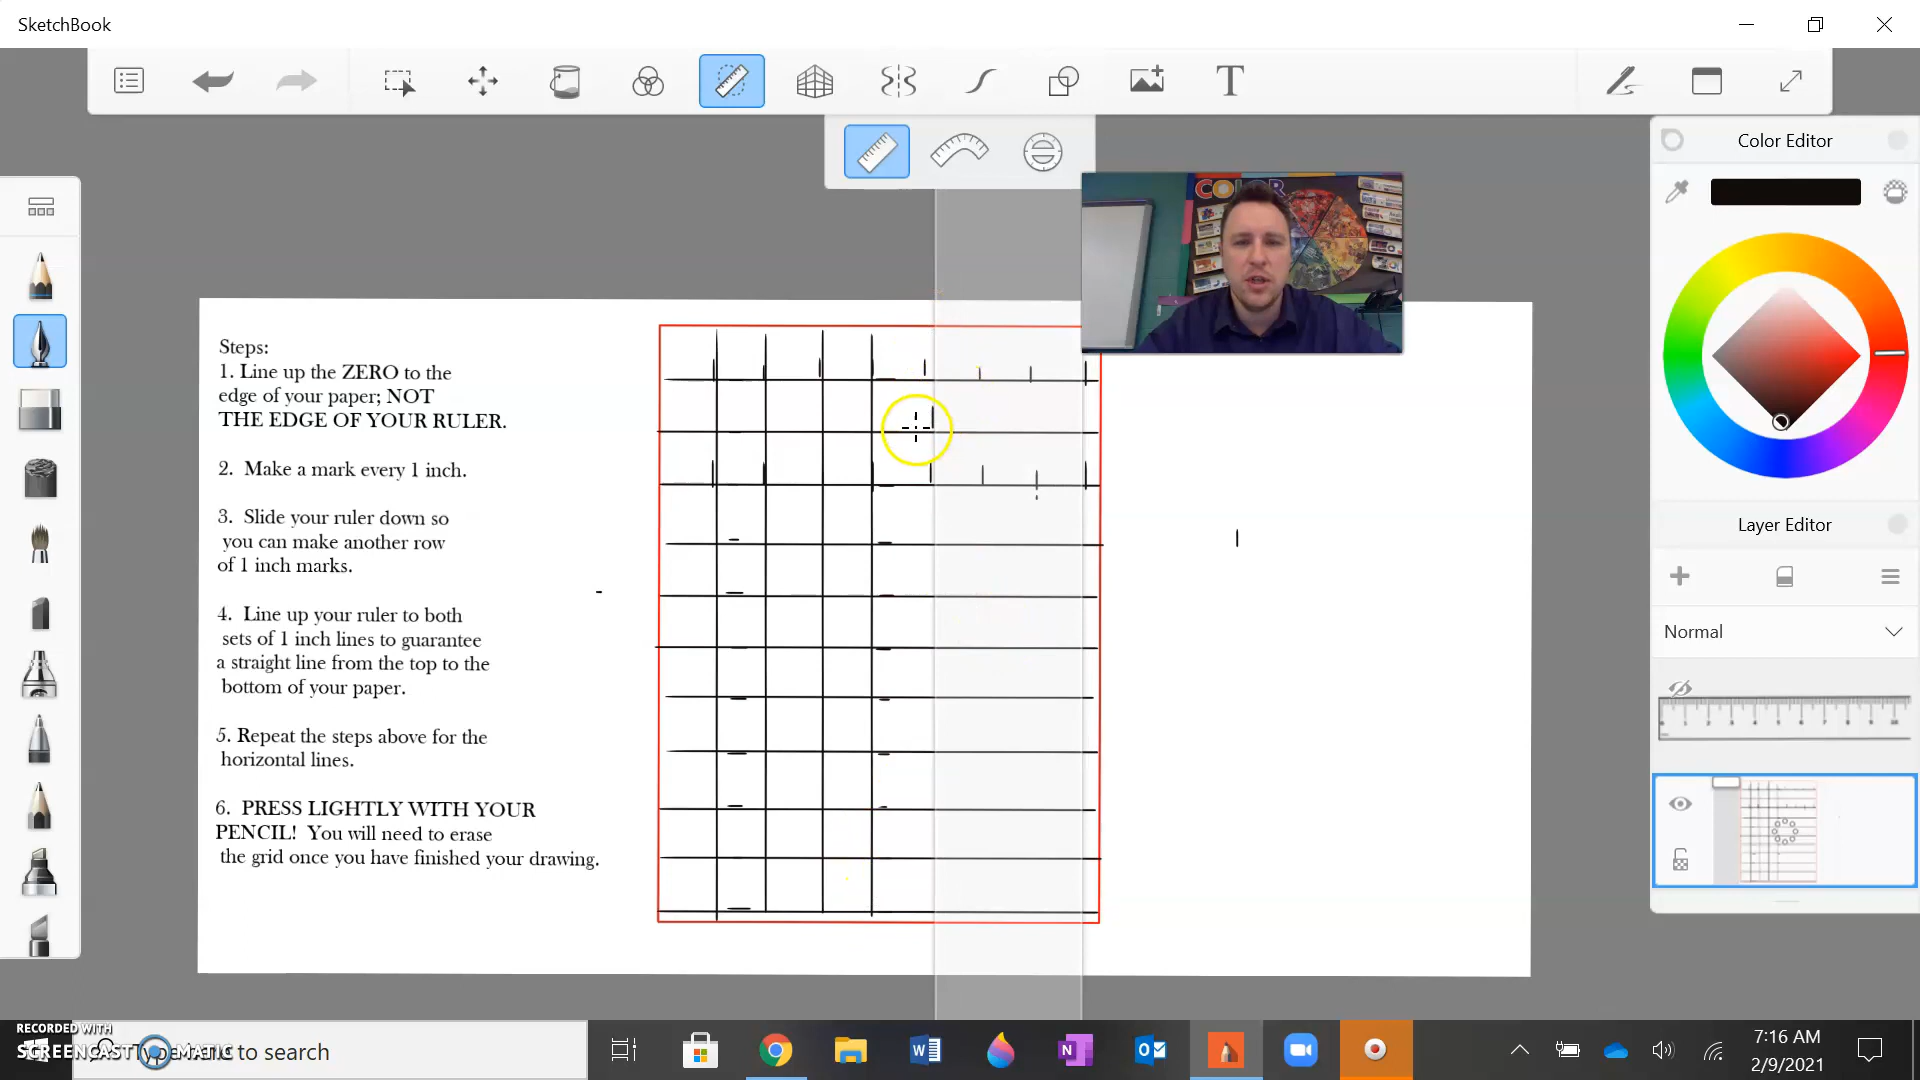 SketchBook
T
Color Editor
COLOR
Steps:
1. Line up the ZERO to the
edge of your paper; NOT
THE EDGE OF YOUR RULER.
2. Make a mark every 1 inch.
3. Slide your ruler down so
you can make another row
of 1 inch marks.
4. Line up your ruler to both
sets of 1 inch lines to guarantee
a straight line from the top to the
bottom of your paper.
5. Repeat the steps above for the
horizontal lines.
6. PRESS LIGHTLY WITH YOUR
PENCIL! You will need to erase
the grid once you have finished your drawing.
Layer Editor
Normal
RECORDED WITH
SCREENCAST MATIC
to search
7:16 AM
2/9/2021